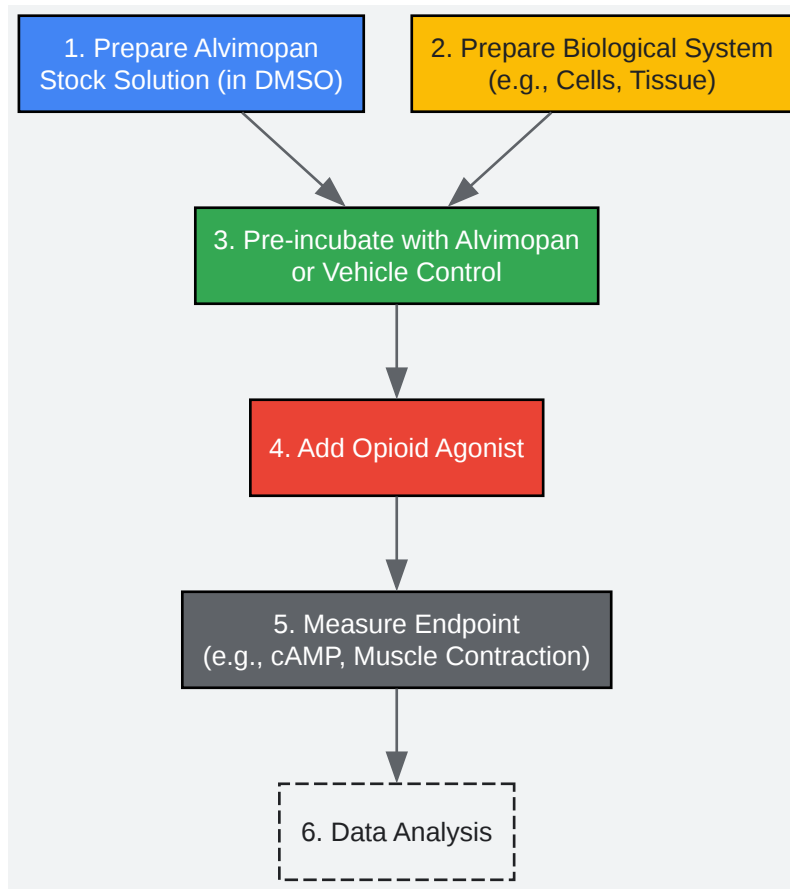 1. Prepare Alvimopan
Stock Solution (in DMSO)
2. Prepare Biological System
(e.g., Cells, Tissue)
3. Pre-incubate with Alvimopan
or Vehicle Control
4. Add Opioid Agonist
5. Measure Endpoint
(e.g., cAMP, Muscle Contraction)
6. Data Analysis